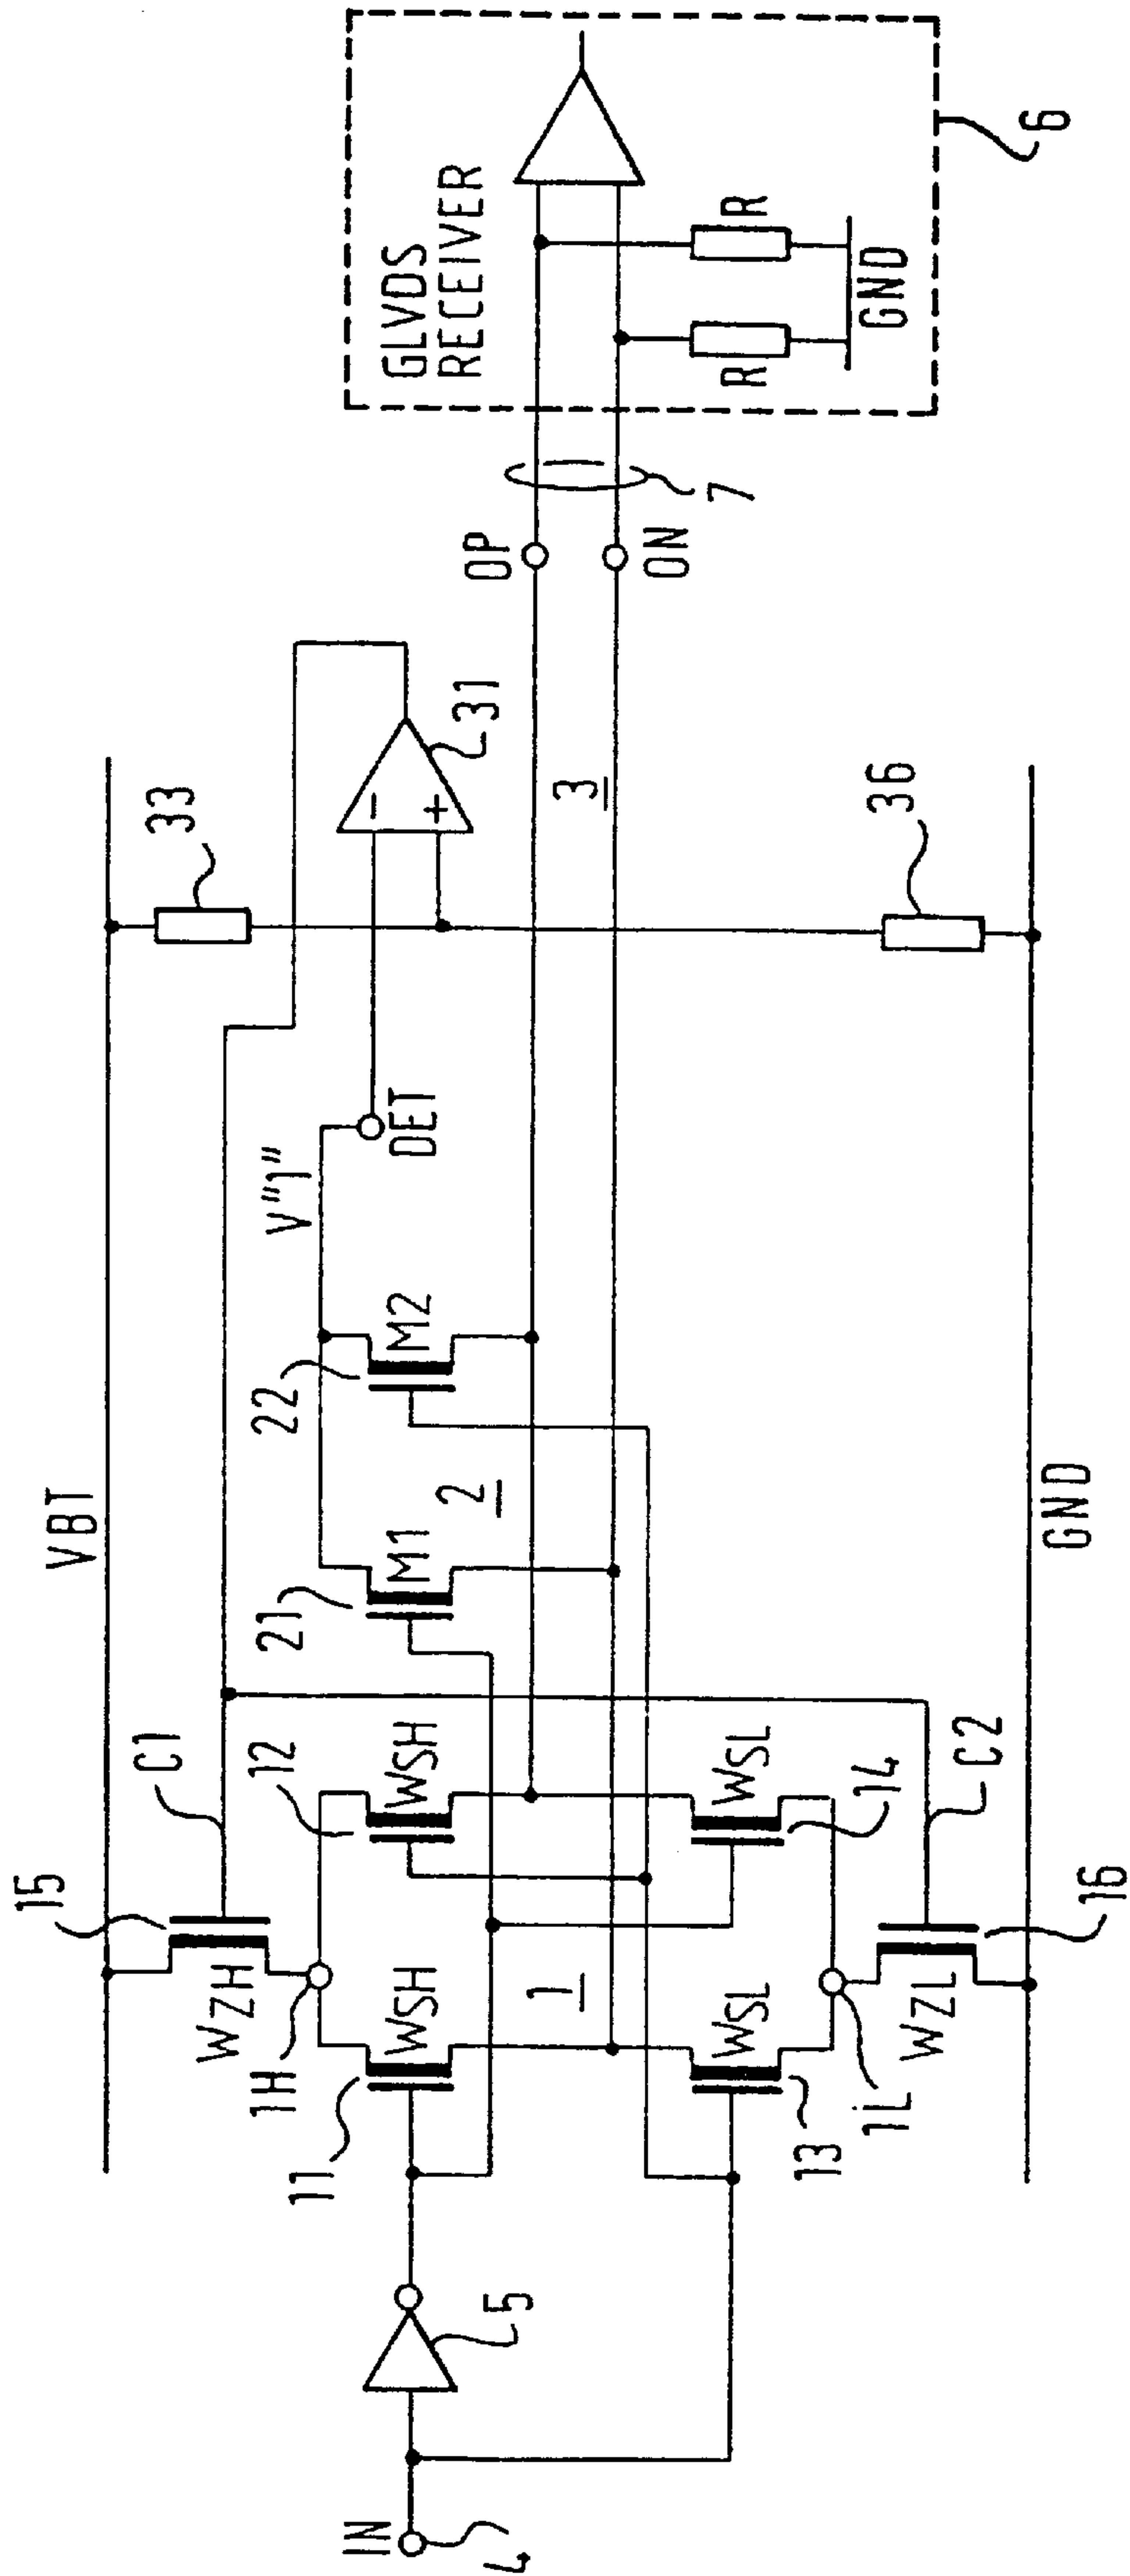 VBT
15
C1
WZH
1H
11
WSH
12
WSH
21
M1
22
M2
2
V"1"
DET
33
31
-
+
GLVDS
RECEIVER
OP
ON
7
R
R
GND
6
IN
4
5
1
3
13
WSL
14
WSL
1L
WZL
16
C2
36
GND